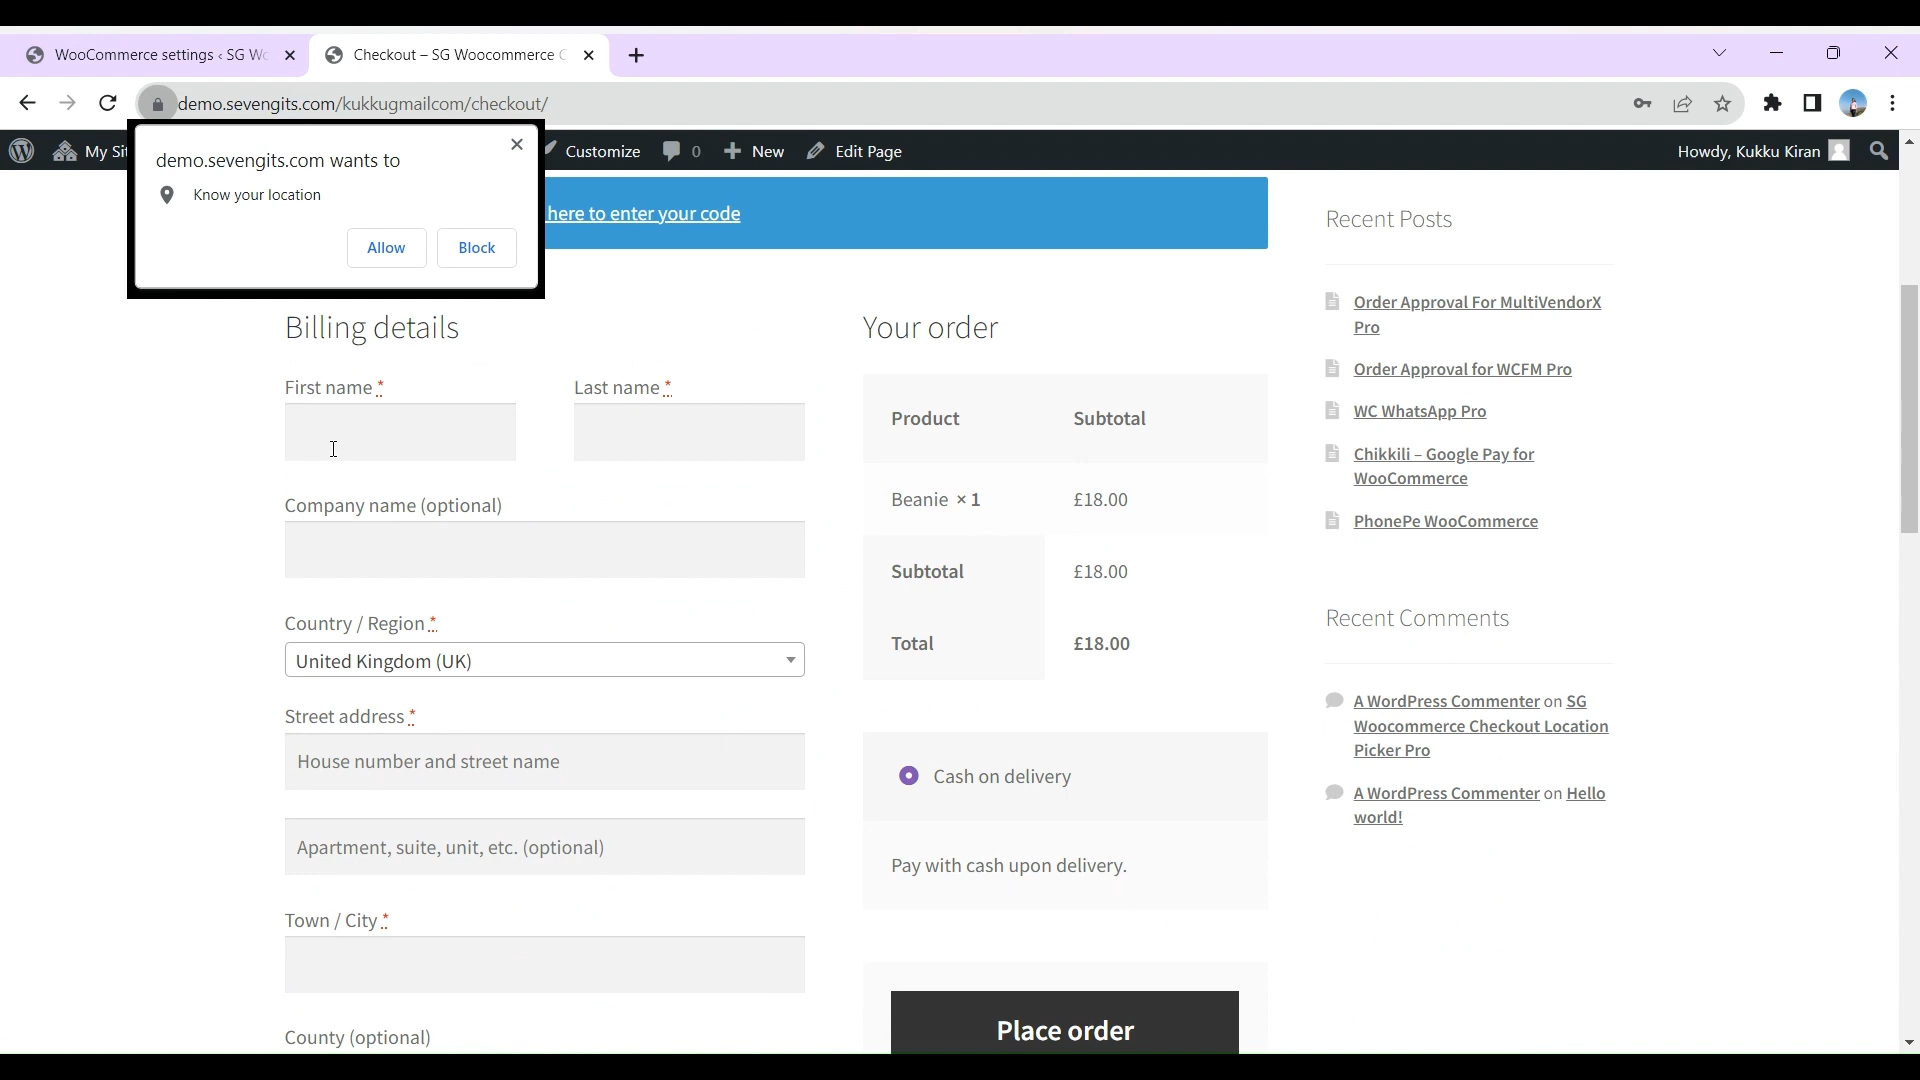 WooCommerce settings ‹ SG Wo
Checkout – SG Woocommerce C
demo.sevengits.com/kukkugmailcom/checkout/
My Sit
Customize
0
New
Edit Page
Howdy, Kukku Kiran
demo.sevengits.com wants to
Know your location
Allow
Block
here to enter your code
Billing details
First name *
Last name *
Company name (optional)
Country / Region *
United Kingdom (UK)
Street address *
House number and street name
Apartment, suite, unit, etc. (optional)
Town / City *
County (optional)
Your order
Product Subtotal
Beanie × 1 £18.00
Subtotal £18.00
Total £18.00
Cash on delivery
Pay with cash upon delivery.
Place order
Recent Posts
Order Approval For MultiVendorX
Pro
Order Approval for WCFM Pro
WC WhatsApp Pro
Chikkili – Google Pay for
WooCommerce
PhonePe WooCommerce
Recent Comments
A WordPress Commenter on SG
Woocommerce Checkout Location
Picker Pro
A WordPress Commenter on Hello
world!